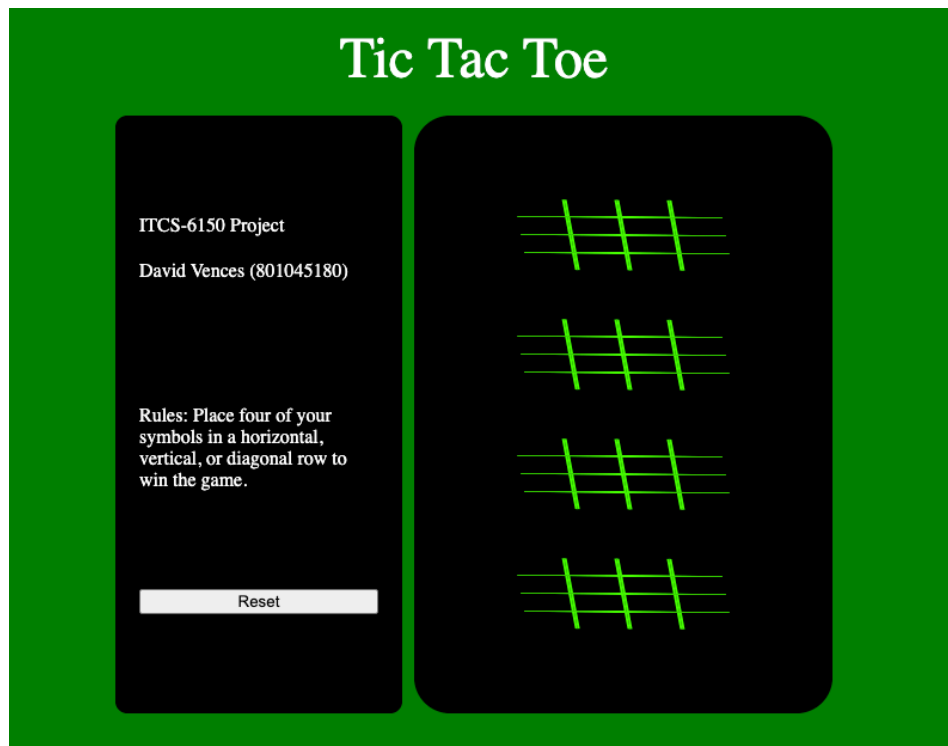 Tic Tac Toe
ITCS-6150 Project
David Vences (801045180)
Rules: Place four of your
symbols in a horizontal,
vertical, or diagonal row to
win the game.
Reset